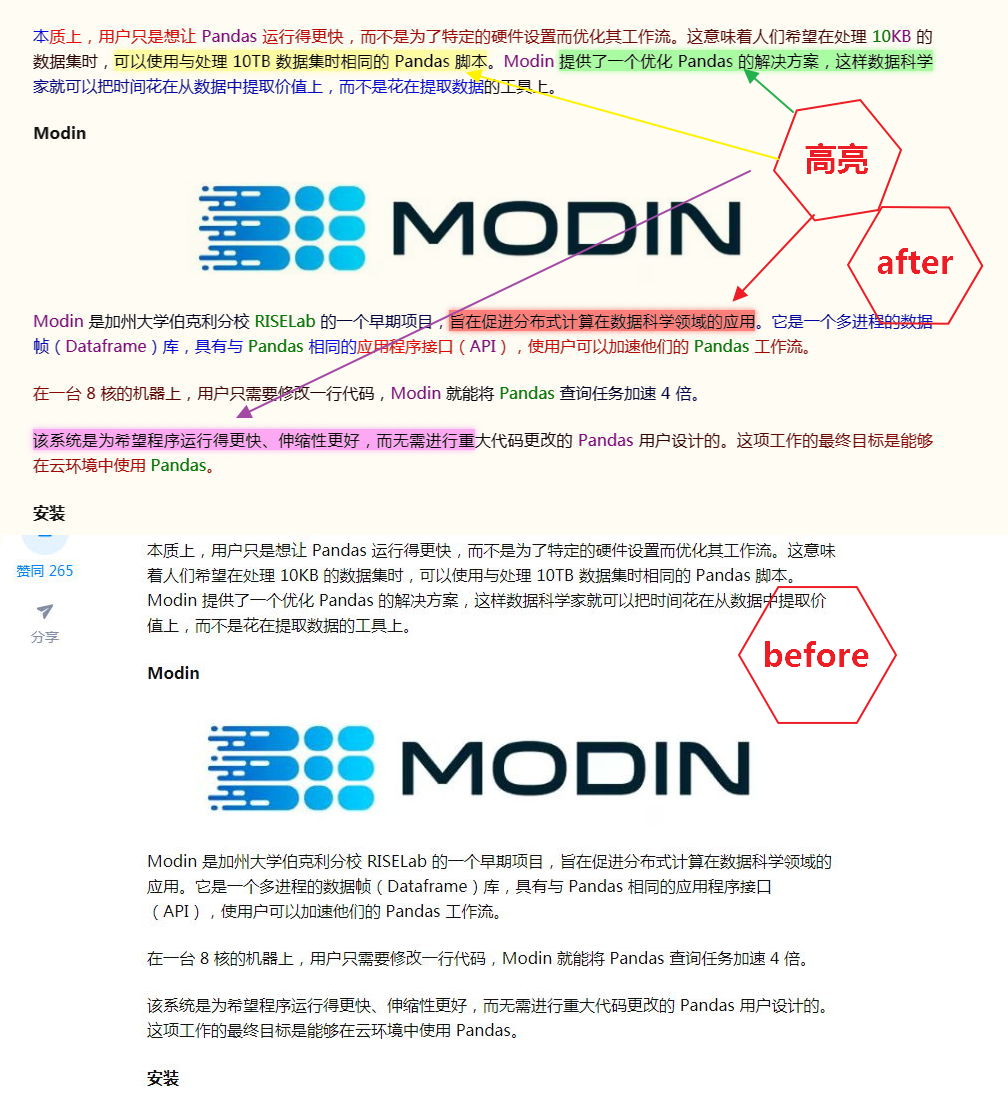 本质上，用户只是想让 Pandas 运行得更快，而不是为了特定的硬件设置而优化其工作流。这意味着人们希望在处理 10KB 的
数据集时，可以使用与处理 10TB 数据集时相同的 Pandas 脚本。Modin 提供了一个优化 Pandas 的解决方案，这样数据科学
家就可以把时间花在从数据中提取价值上，而不是花在提取数据的工具上。
Modin
高亮
MODIN
after
Modin 是加州大学伯克利分校 RISELab 的一个早期项目，旨在促进分布式计算在数据科学领域的应用。它是一个多进程的数据
帧（Dataframe）库，具有与 Pandas 相同的应用程序接口（API），使用户可以加速他们的 Pandas 工作流。
在一台 8 核的机器上，用户只需要修改一行代码，Modin 就能将 Pandas 查询任务加速 4 倍。
该系统是为希望程序运行得更快、伸缩性更好，而无需进行重大代码更改的 Pandas 用户设计的。这项工作的最终目标是能够
在云环境中使用 Pandas。
安装
赞同 265
分享
本质上，用户只是想让 Pandas 运行得更快，而不是为了特定的硬件设置而优化其工作流。这意味
着人们希望在处理 10KB 的数据集时，可以使用与处理 10TB 数据集时相同的 Pandas 脚本。
Modin 提供了一个优化 Pandas 的解决方案，这样数据科学家就可以把时间花在从数据中提取价
值上，而不是花在提取数据的工具上。
before
Modin
MODIN
Modin 是加州大学伯克利分校 RISELab 的一个早期项目，旨在促进分布式计算在数据科学领域的
应用。它是一个多进程的数据帧（Dataframe）库，具有与 Pandas 相同的应用程序接口
（API），使用户可以加速他们的 Pandas 工作流。
在一台 8 核的机器上，用户只需要修改一行代码，Modin 就能将 Pandas 查询任务加速 4 倍。
该系统是为希望程序运行得更快、伸缩性更好，而无需进行重大代码更改的 Pandas 用户设计的。
这项工作的最终目标是能够在云环境中使用 Pandas。
安装